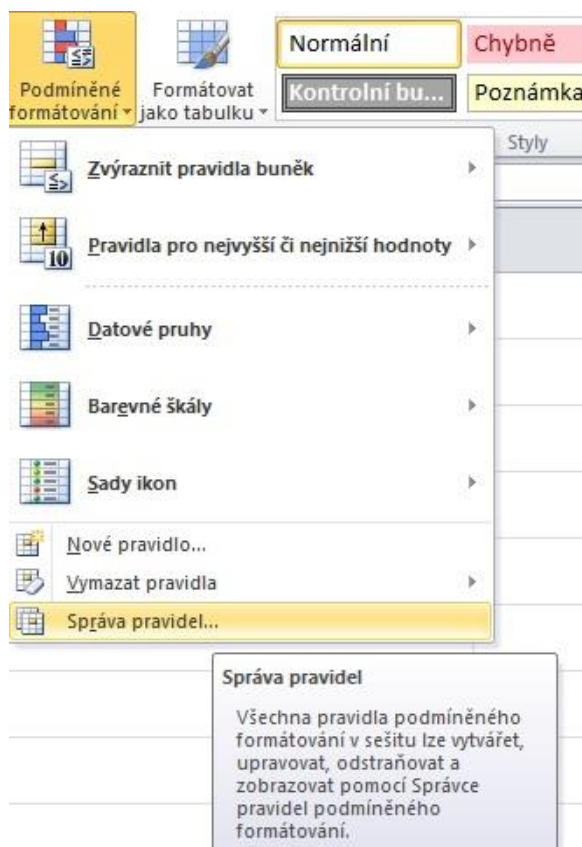 Podmíněné formátování
Formátovat jako tabulku
Normální
Chybně
Kontrolní bu...
Poznámka
Styly
≤≥
Zvýraznit pravidla buněk
≤>
Pravidla pro nejvyšší či nejnižší hodnoty
10
Datové pruhy
Barevné škály
Sady ikon
Nové pravidlo...
Vymazat pravidla
Správa pravidel...
Správa pravidel
Všechna pravidla podmíněného
formátování v sešitu lze vytvářet,
upravovat, odstraňovat a
zobrazovat pomocí Správce
pravidel podmíněného
formátování.